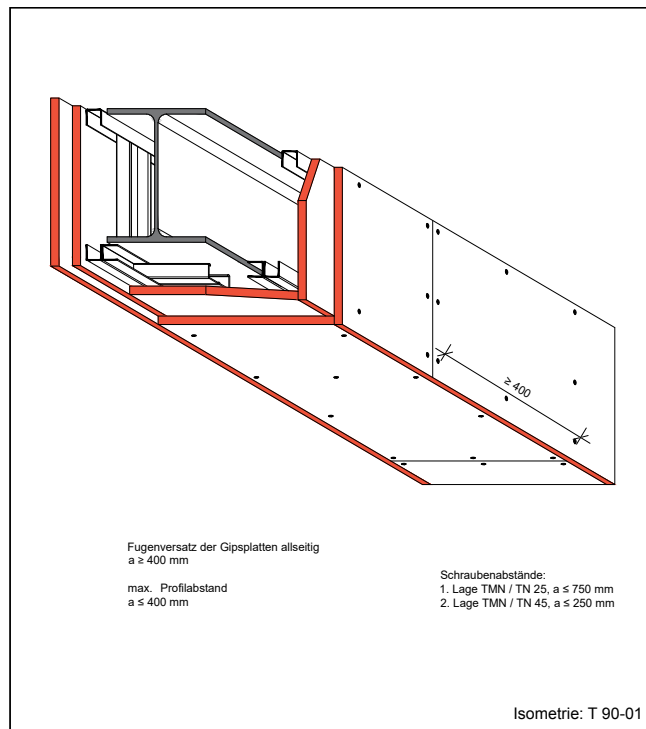 ≥ 400
Fugenversatz der Gipsplatten allseitig
a ≥ 400 mm
max. Profilabstand
a ≤ 400 mm
Schraubenabstände:
1. Lage TMN / TN 25, a ≤ 750 mm
2. Lage TMN / TN 45, a ≤ 250 mm
Isometrie: T 90-01